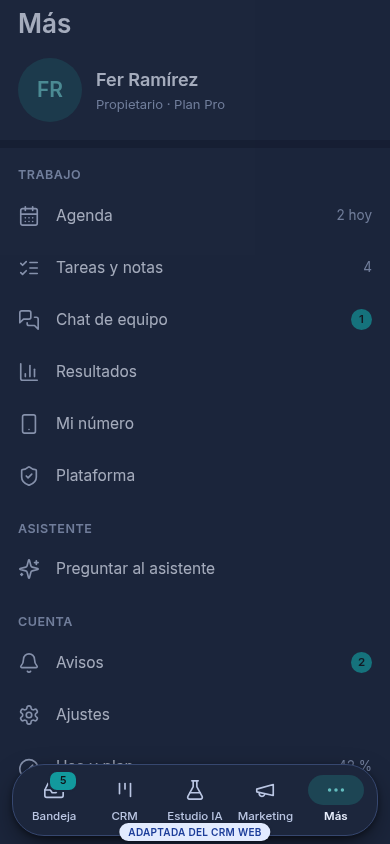 Más
FR
Fer Ramírez
Propietario · Plan Pro
TRABAJO
Agenda 2 hoy
Tareas y notas 4
Chat de equipo 1
Resultados
Mi número
Plataforma
ASISTENTE
Preguntar al asistente
CUENTA
Avisos 2
Ajustes
5
Bandeja CRM Estudio IA Marketing Más
ADAPTADA DEL CRM WEB